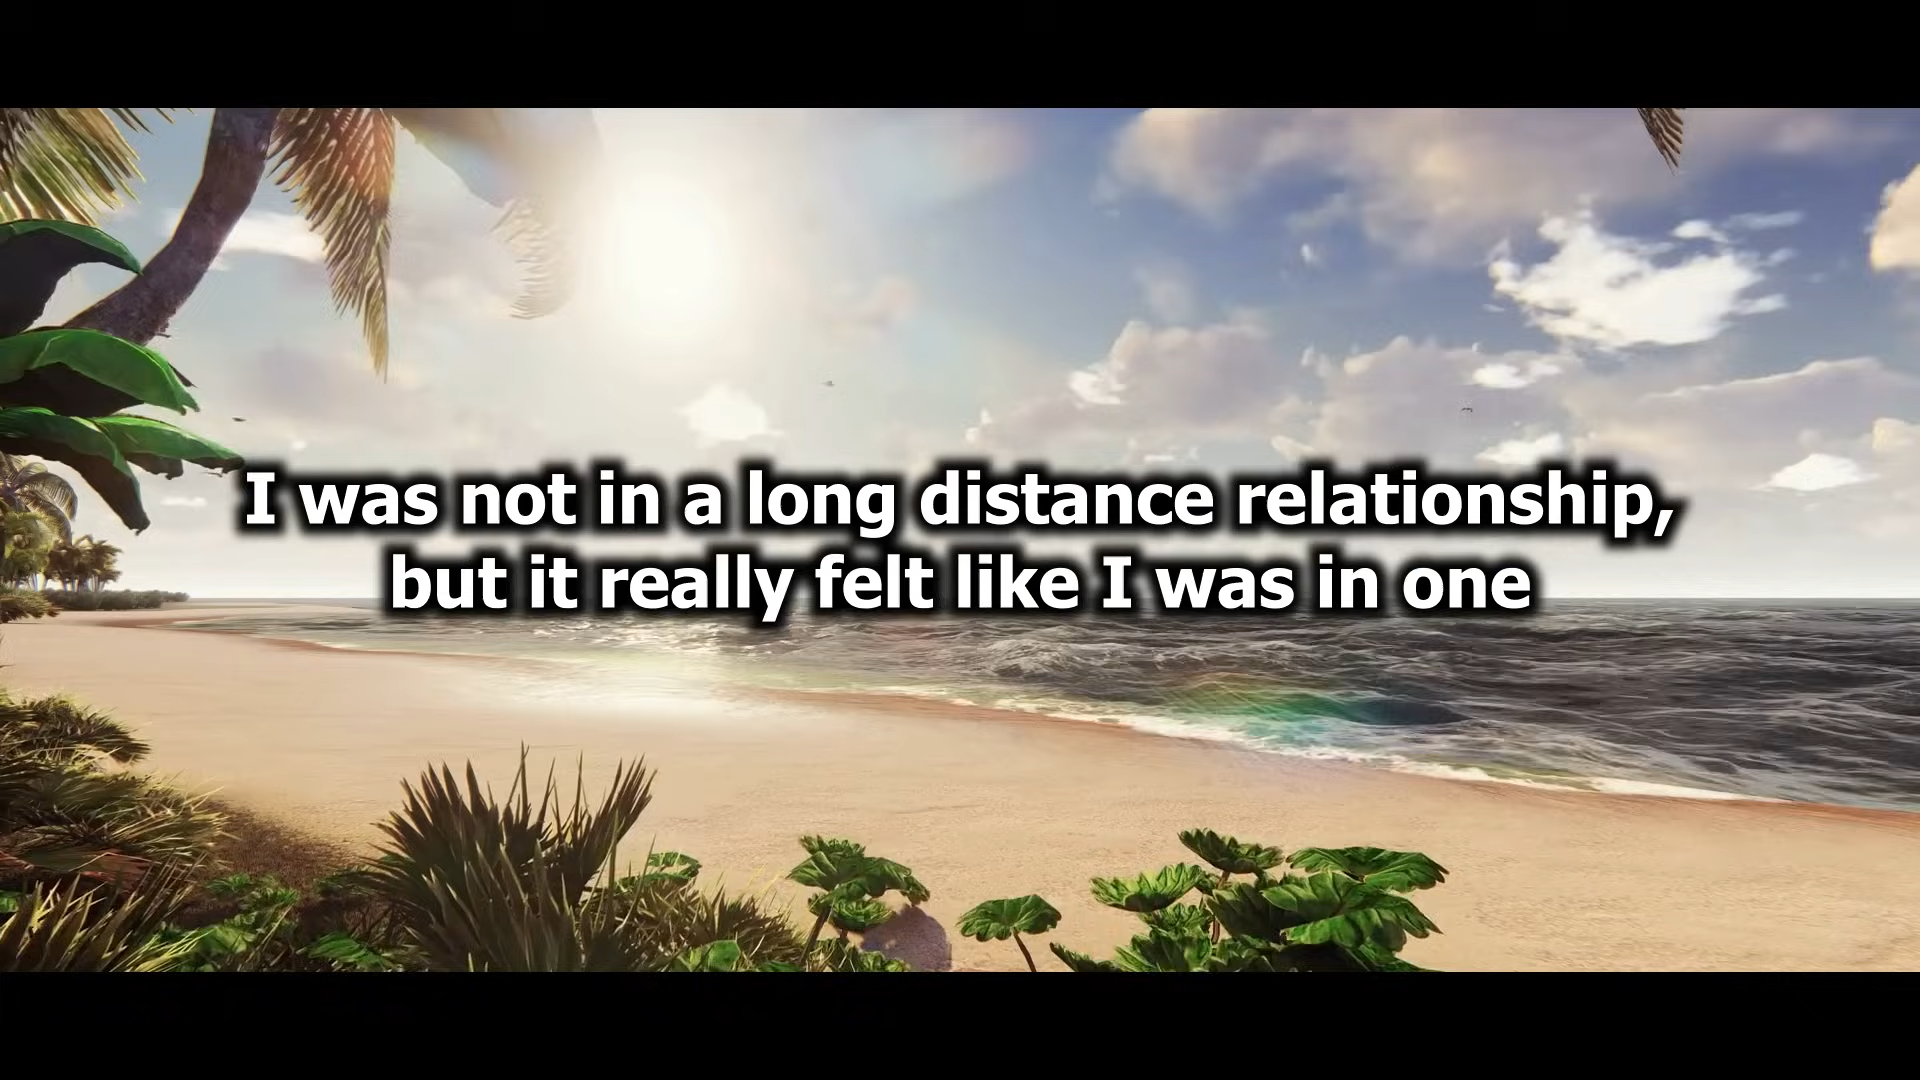 I was not in a long distance relationship,
but it really felt like I was in one